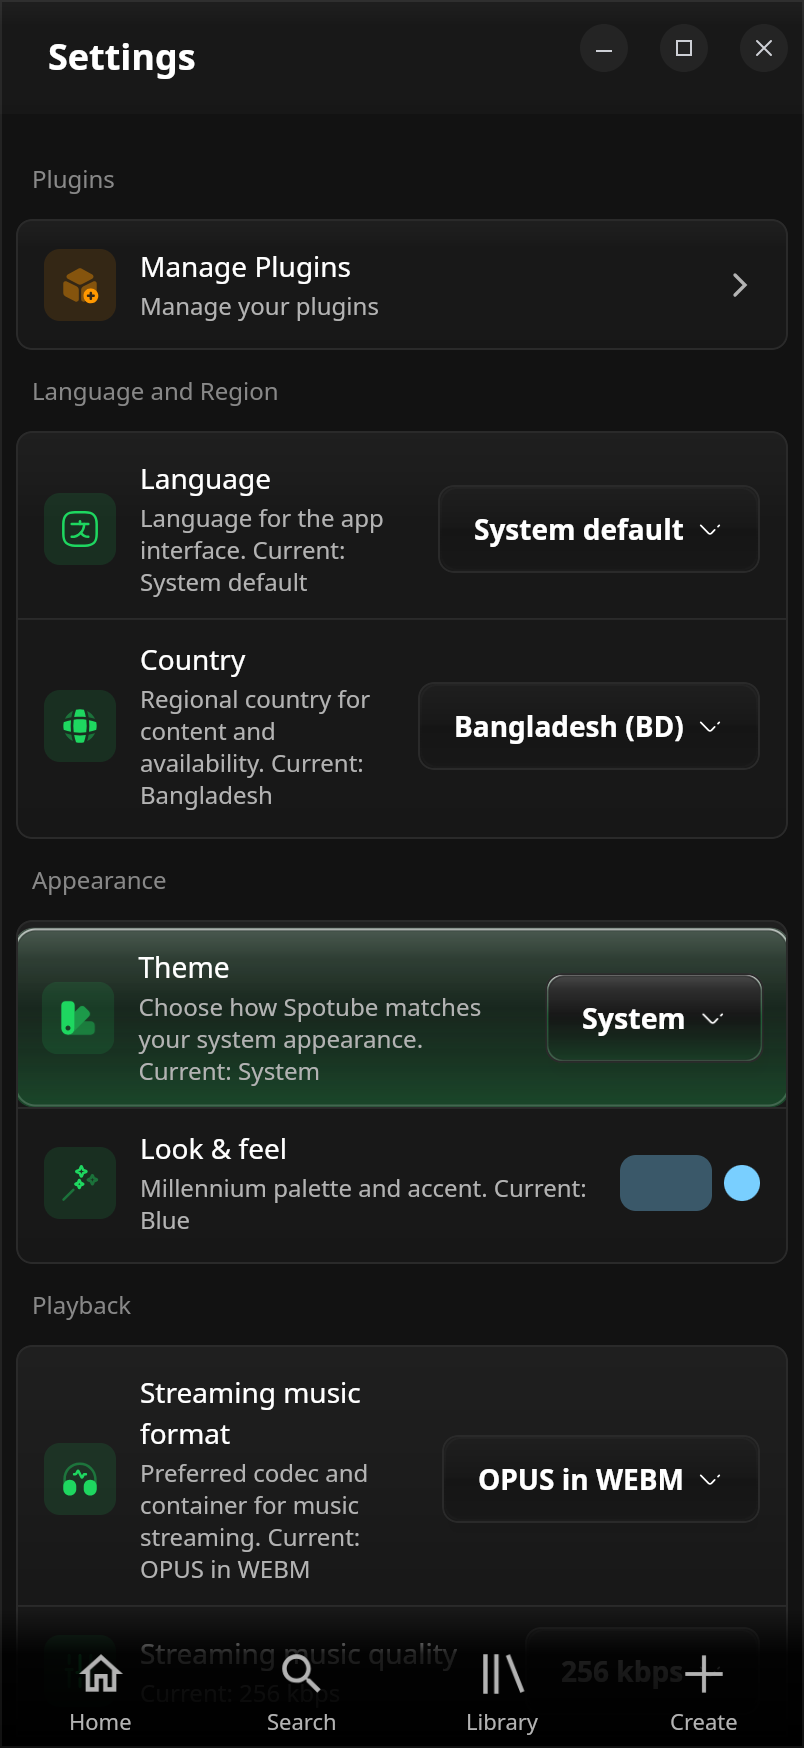 Settings
Plugins
Manage Plugins
Manage your plugins
Language and Region
Language
Language for the app
interface. Current:
System default
System default
Country
Regional country for
content and
availability. Current:
Bangladesh
Bangladesh (BD)
Appearance
Theme
Choose how Spotube matches
your system appearance.
Current: System
System
Look & feel
Millennium palette and accent. Current:
Blue
Playback
Streaming music
format
Preferred codec and
container for music
streaming. Current:
OPUS in WEBM
OPUS in WEBM
Streaming music quality
Current: 256 kbps
256 kbps
Home
Search
Library
Create